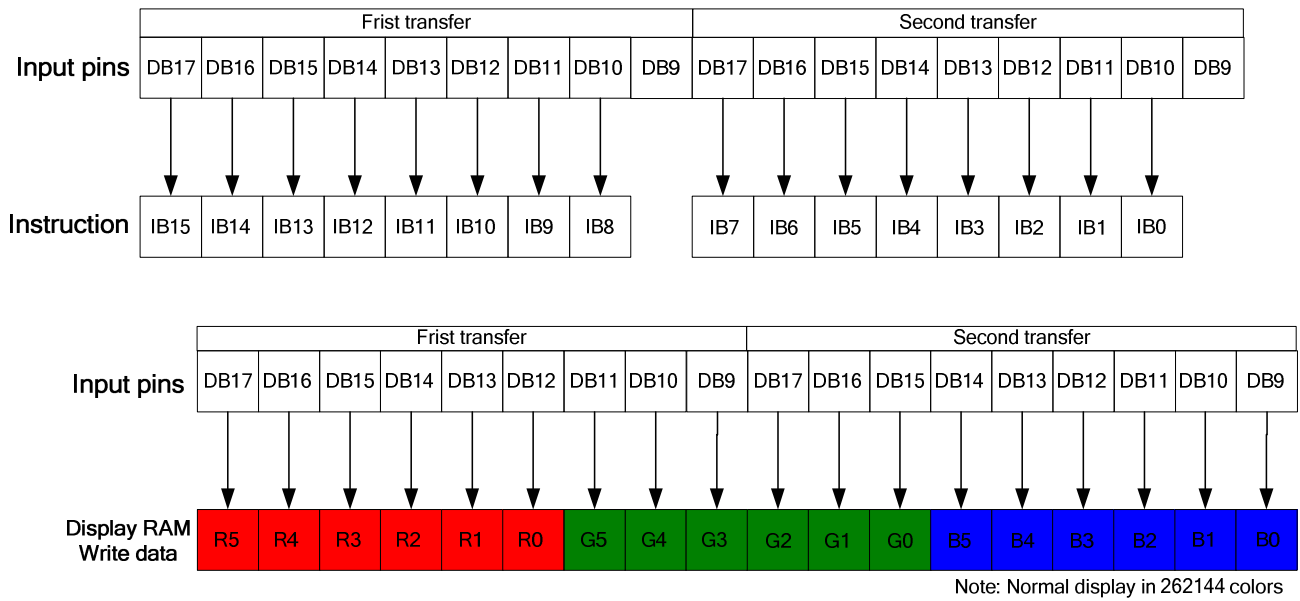 Frist transfer Second transfer
Input pins DB17 DB16 DB15 DB14 DB13 DB12 DB11 DB10 DB9 DB17 DB16 DB15 DB14 DB13 DB12 DB11 DB10 DB9
Instruction IB15 IB14 IB13 IB12 IB11 IB10 IB9 IB8 IB7 IB6 IB5 IB4 IB3 IB2 IB1 IB0
Frist transfer Second transfer
Input pins DB17 DB16 DB15 DB14 DB13 DB12 DB11 DB10 DB9 DB17 DB16 DB15 DB14 DB13 DB12 DB11 DB10 DB9
Display RAM
Write data
R5 R4 R3 R2 R1 R0 G5 G4 G3 G2 G1 G0 B5 B4 B3 B2 B1 B0
Note: Normal display in 262144 colors